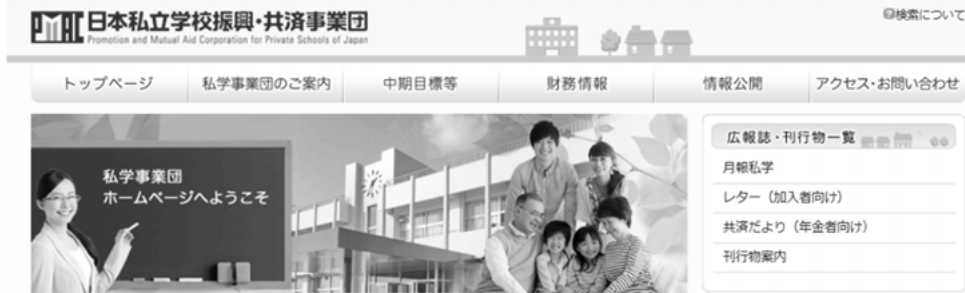 PMAC 日本私立学校振興・共済事業団
Promotion and Mutual Aid Corporation for Private Schools of Japan
検索について
トップページ
私学事業団のご案内
中期目標等
財務情報
情報公開
アクセス・お問い合わせ
私学事業団
ホームページへようこそ
広報誌・刊行物一覧
月報私学
レター（加入者向け）
共済だより（年金者向け）
刊行物案内